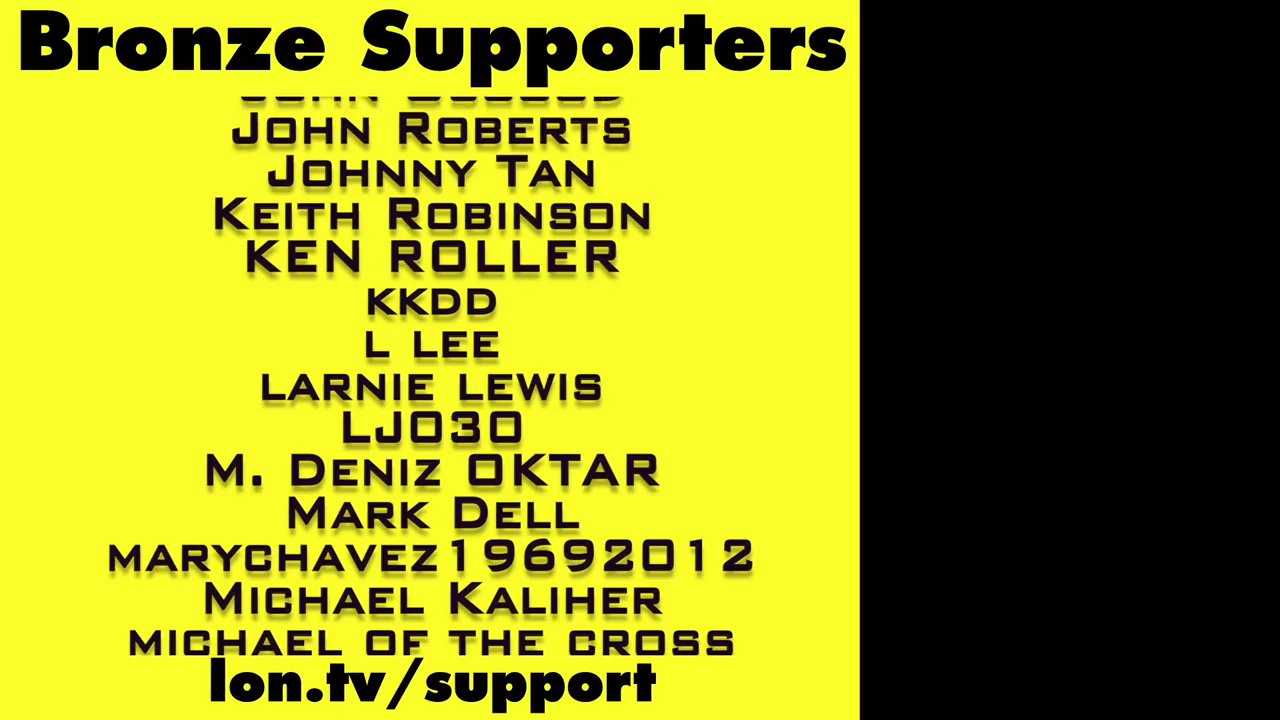 Bronze Supporters
John Roberts
Johnny Tan
Keith Robinson
KEN ROLLER
kkdd
l lee
larnie lewis
LJ030
M. Deniz OKTAR
Mark Dell
marychavez19692012
Michael Kaliher
michael of the cross
lon.tv/support